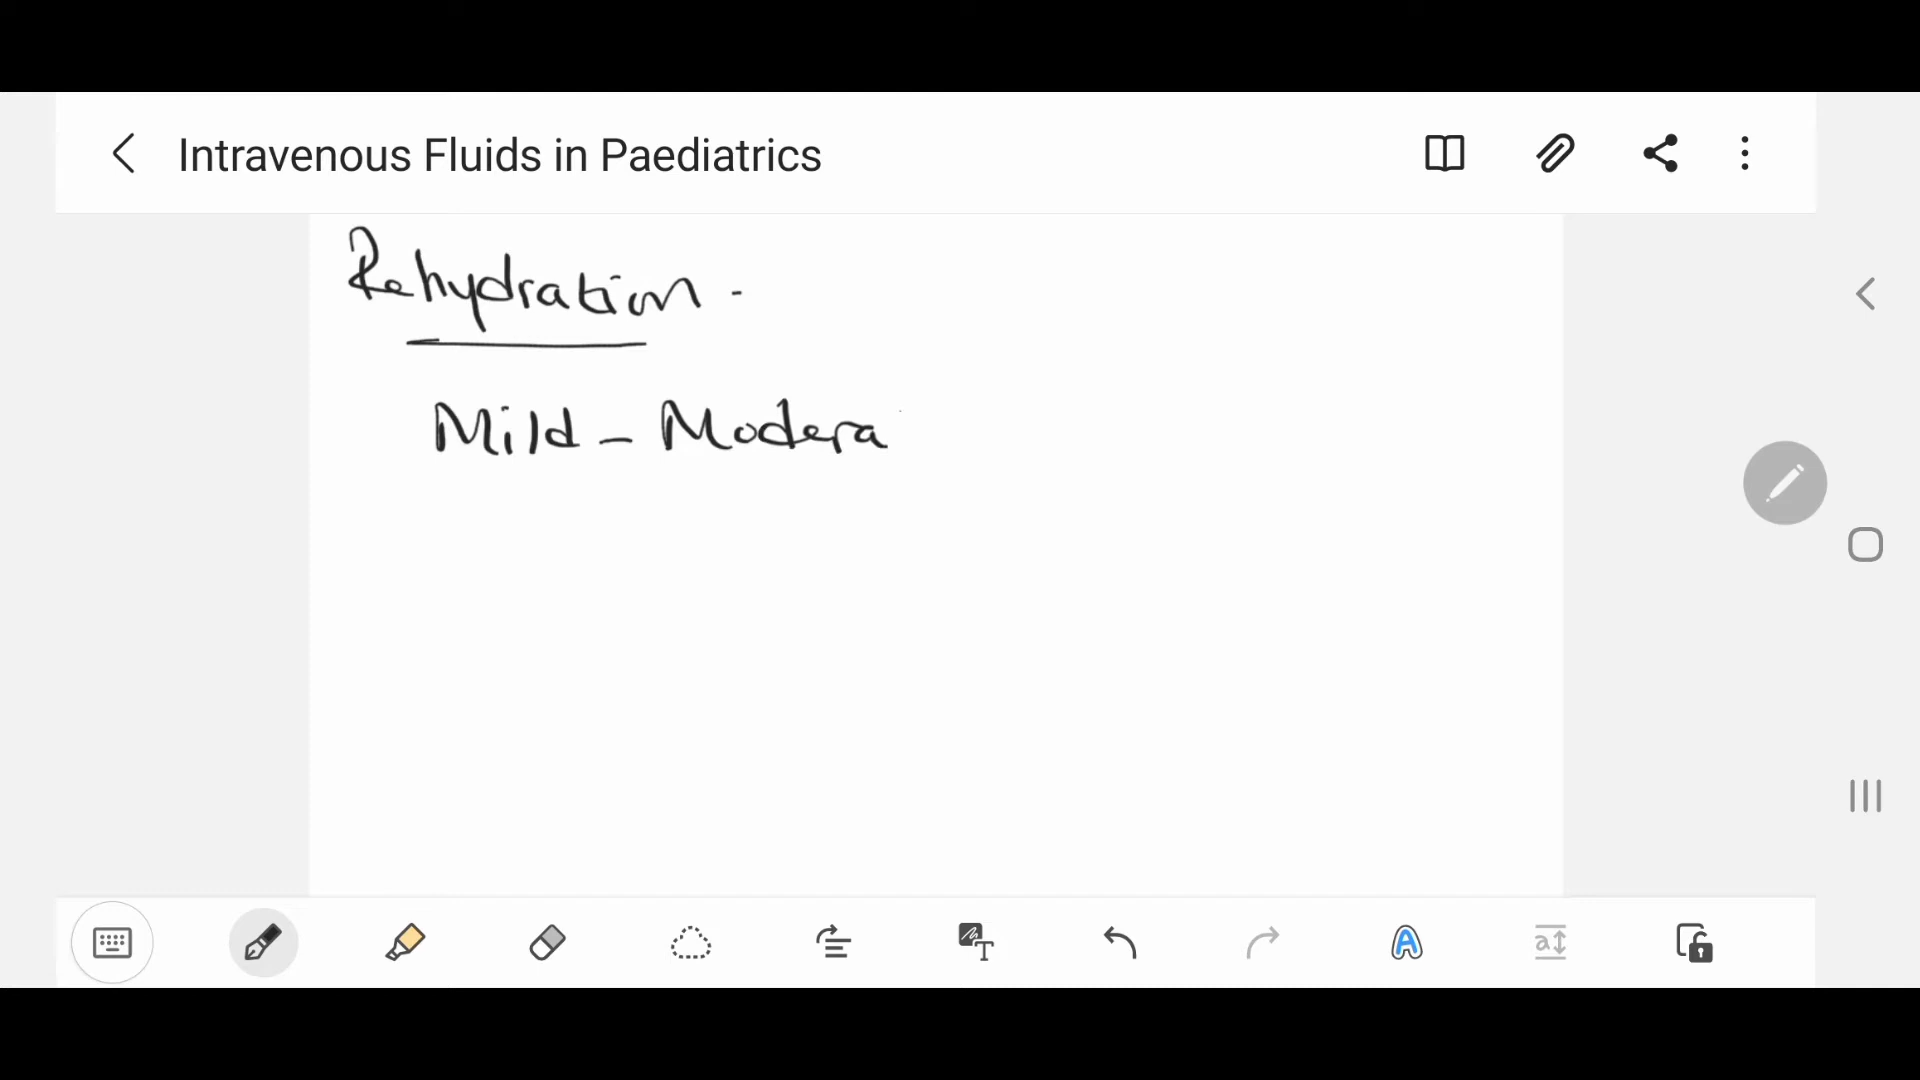 Intravenous Fluids in Paediatrics
Rehydration -
Mild - Modera